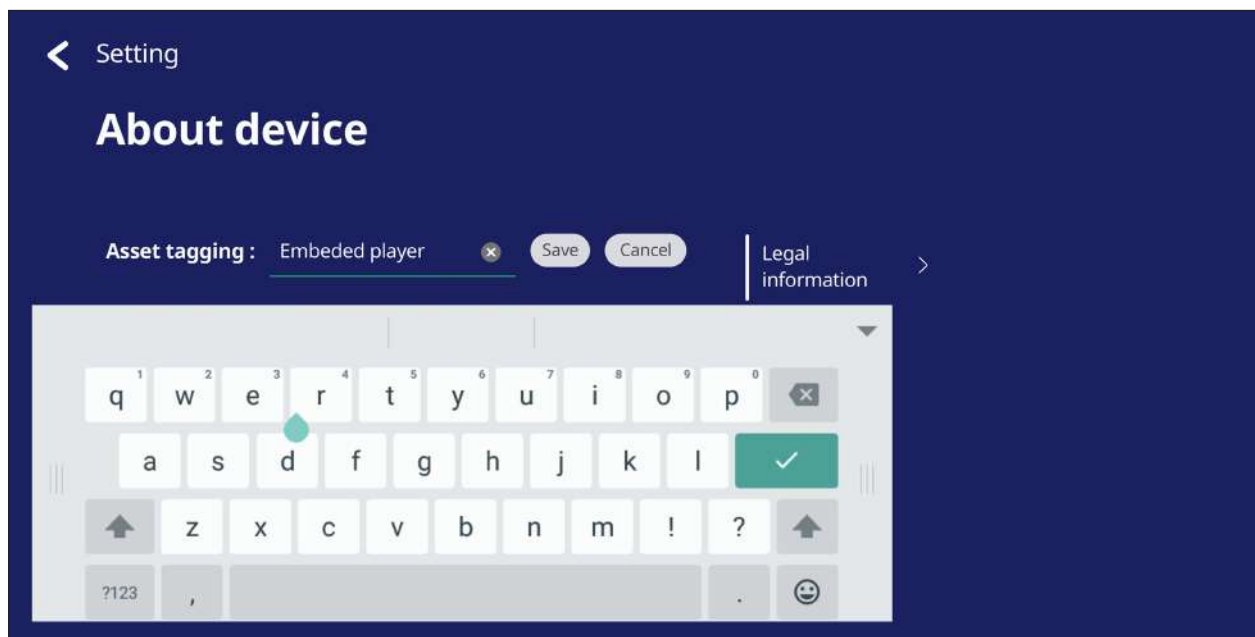 Setting
About device
Asset tagging : Embeded player Save Cancel
Legal
information
1 2 3 4 5 6 7 8 9 0
q w e r t y u i o p
a s d f g h j k l
z x c v b n m ! ?
?123 , .